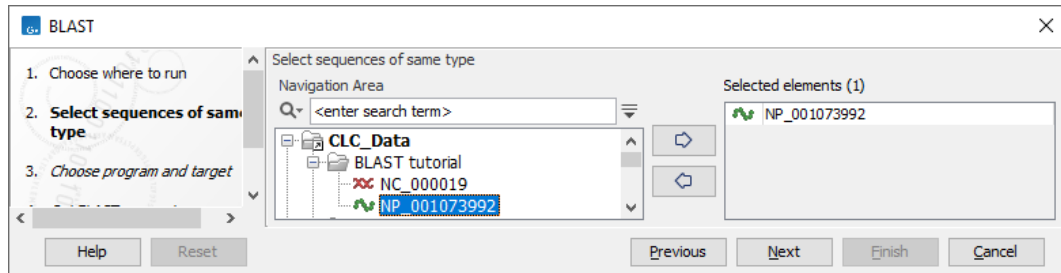 BLAST
1. Choose where to run
2. Select sequences of same
type
3. Choose program and target
Select sequences of same type
Navigation Area
<enter search term>
CLC_Data
BLAST tutorial
NC_000019
NP_001073992
Selected elements (1)
NP_001073992
Help
Reset
Previous
Next
Finish
Cancel